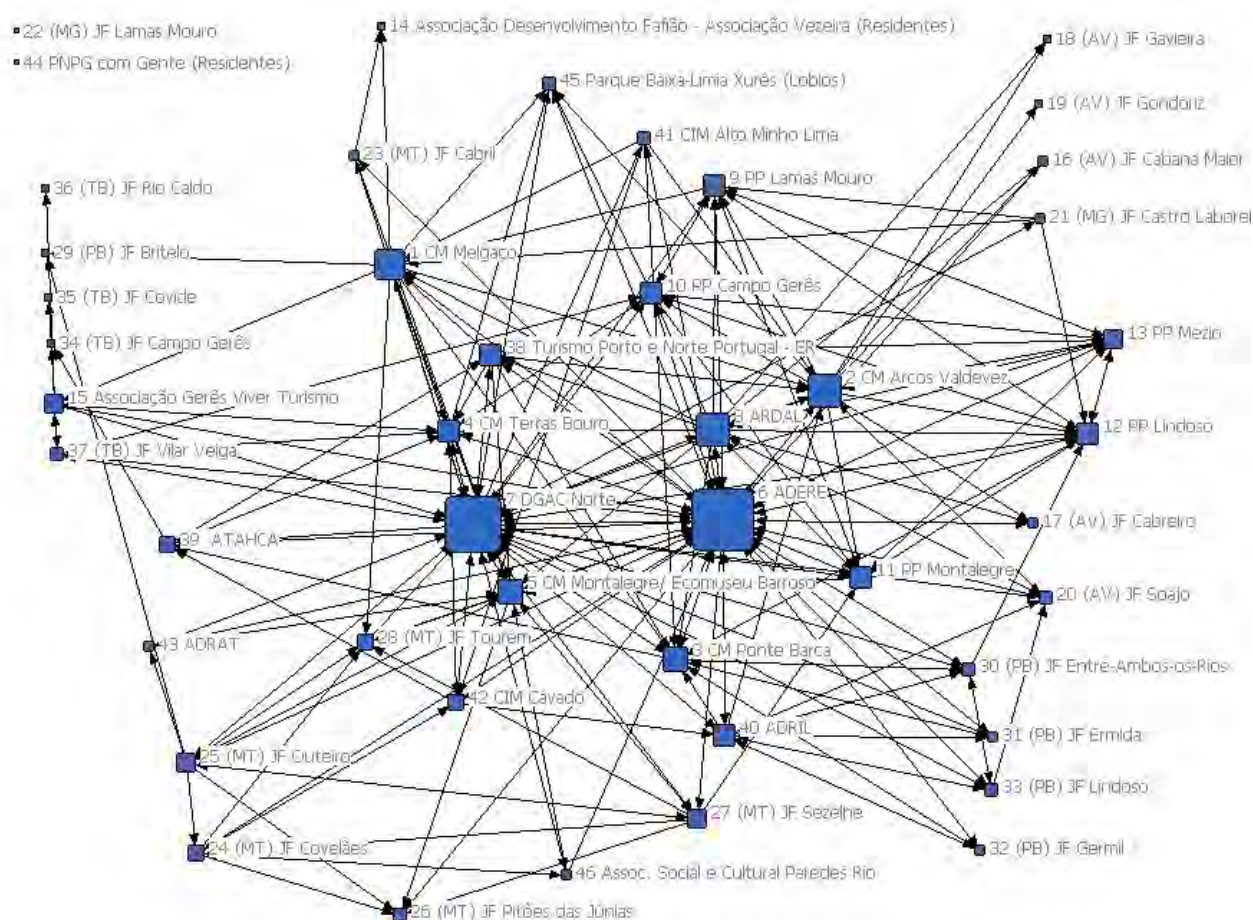 22 (MG) JF Lamas Mouro
44 PNPG com Gente (Residentes)
14 Associação Desenvolvimento Fafião - Associação Vezeira (Residentes)
18 (AV) JF Gavieira
45 Parque Baixa-Limia Xurés (Lobios)
19 (AV) JF Gondoriz
41 CIM Alto Minho Lima
23 (MT) JF Cabril
16 (AV) JF Cabana Maior
9 PP Lamas Mouro
36 (TB) JF Rio Caldo
21 (MG) JF Castro Laborei
29 (PB) JF Britelo
1 CM Melgaço
35 (TB) JF Covide
10 PP Campo Gerês
34 (TB) JF Campo Gerês
38 Turismo Porto e Norte Portugal - ER
13 PP Mezio
2 CM Arcos Valdevez
15 Associação Gerês Viver Turismo
4 CM Terras Bouro
8 ARDAL
12 PP Lindoso
37 (TB) JF Vilar Veiga
7 DGAC Norte
6 ADERE
17 (AV) JF Cabreiro
39 ATAHCA
11 PP Montalegre
5 CM Montalegre/ Ecomuseu Barroso
20 (AV) JF Soajo
43 ADRAT
28 (MT) JF Tourem
3 CM Ponte Barca
30 (PB) JF Entre-Ambos-os-Rios
42 CIM Cávado
40 ADRIL
31 (PB) JF Ermida
25 (MT) JF Outeiro
33 (PB) JF Lindoso
27 (MT) JF Sezelhe
24 (MT) JF Covelães
32 (PB) JF Germil
46 Assoc. Social e Cultural Paredes Rio
26 (MT) JF Pitões das Júnias